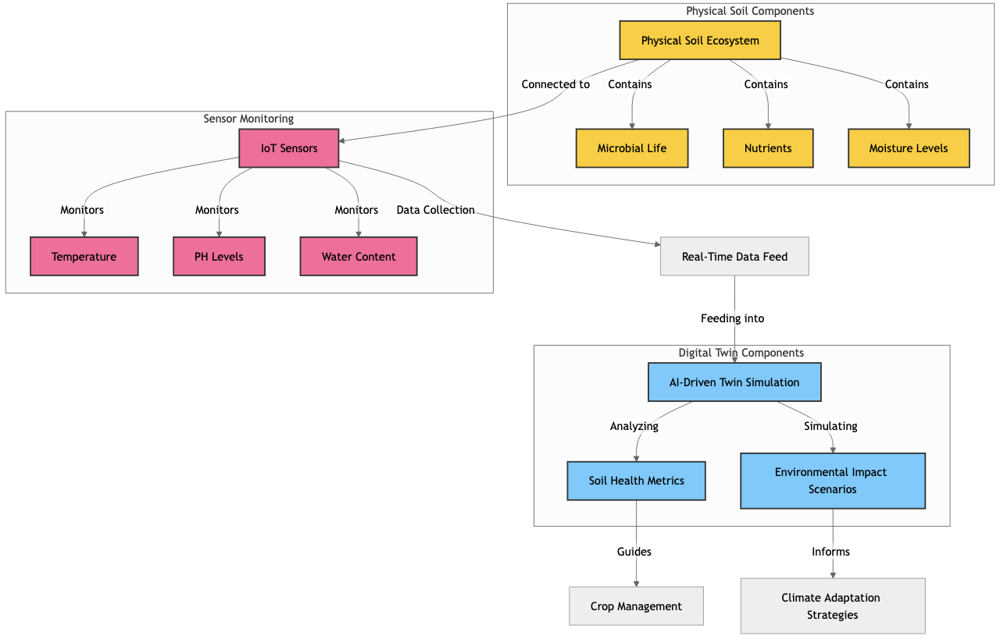 Physical Soil Components
Physical Soil Ecosystem
Connected to
Contains
Contains
Contains
Sensor Monitoring
IoT Sensors
Microbial Life
Nutrients
Moisture Levels
Monitors
Monitors
Monitors
Data Collection
Temperature
PH Levels
Water Content
Real-Time Data Feed
Feeding into
Digital Twin Components
AI-Driven Twin Simulation
Analyzing
Simulating
Soil Health Metrics
Environmental Impact
Scenarios
Guides
Informs
Crop Management
Climate Adaptation
Strategies